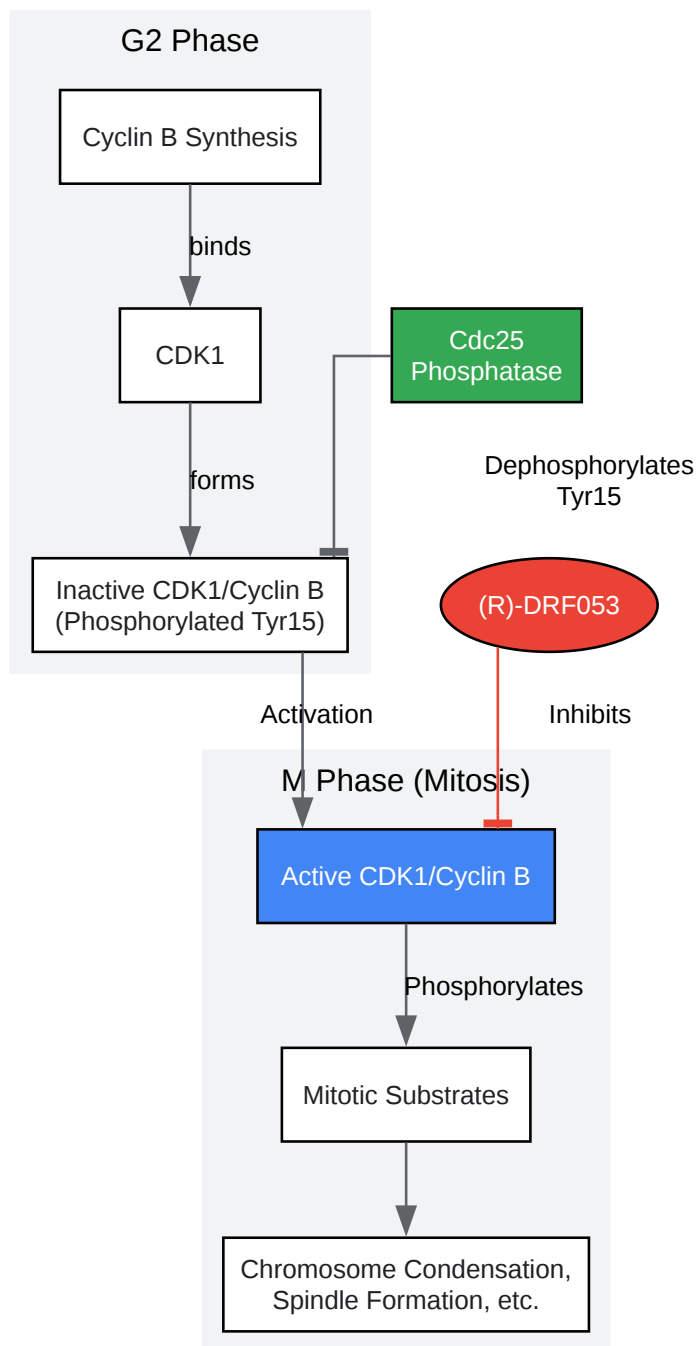 G2 Phase
Cyclin B Synthesis
binds
CDK1
Cdc25
Phosphatase
forms
Dephosphorylates
Tyr15
Inactive CDK1/Cyclin B
(Phosphorylated Tyr15)
(R)-DRF053
Activation
Inhibits
M Phase (Mitosis)
Active CDK1/Cyclin B
Phosphorylates
Mitotic Substrates
Chromosome Condensation,
Spindle Formation, etc.